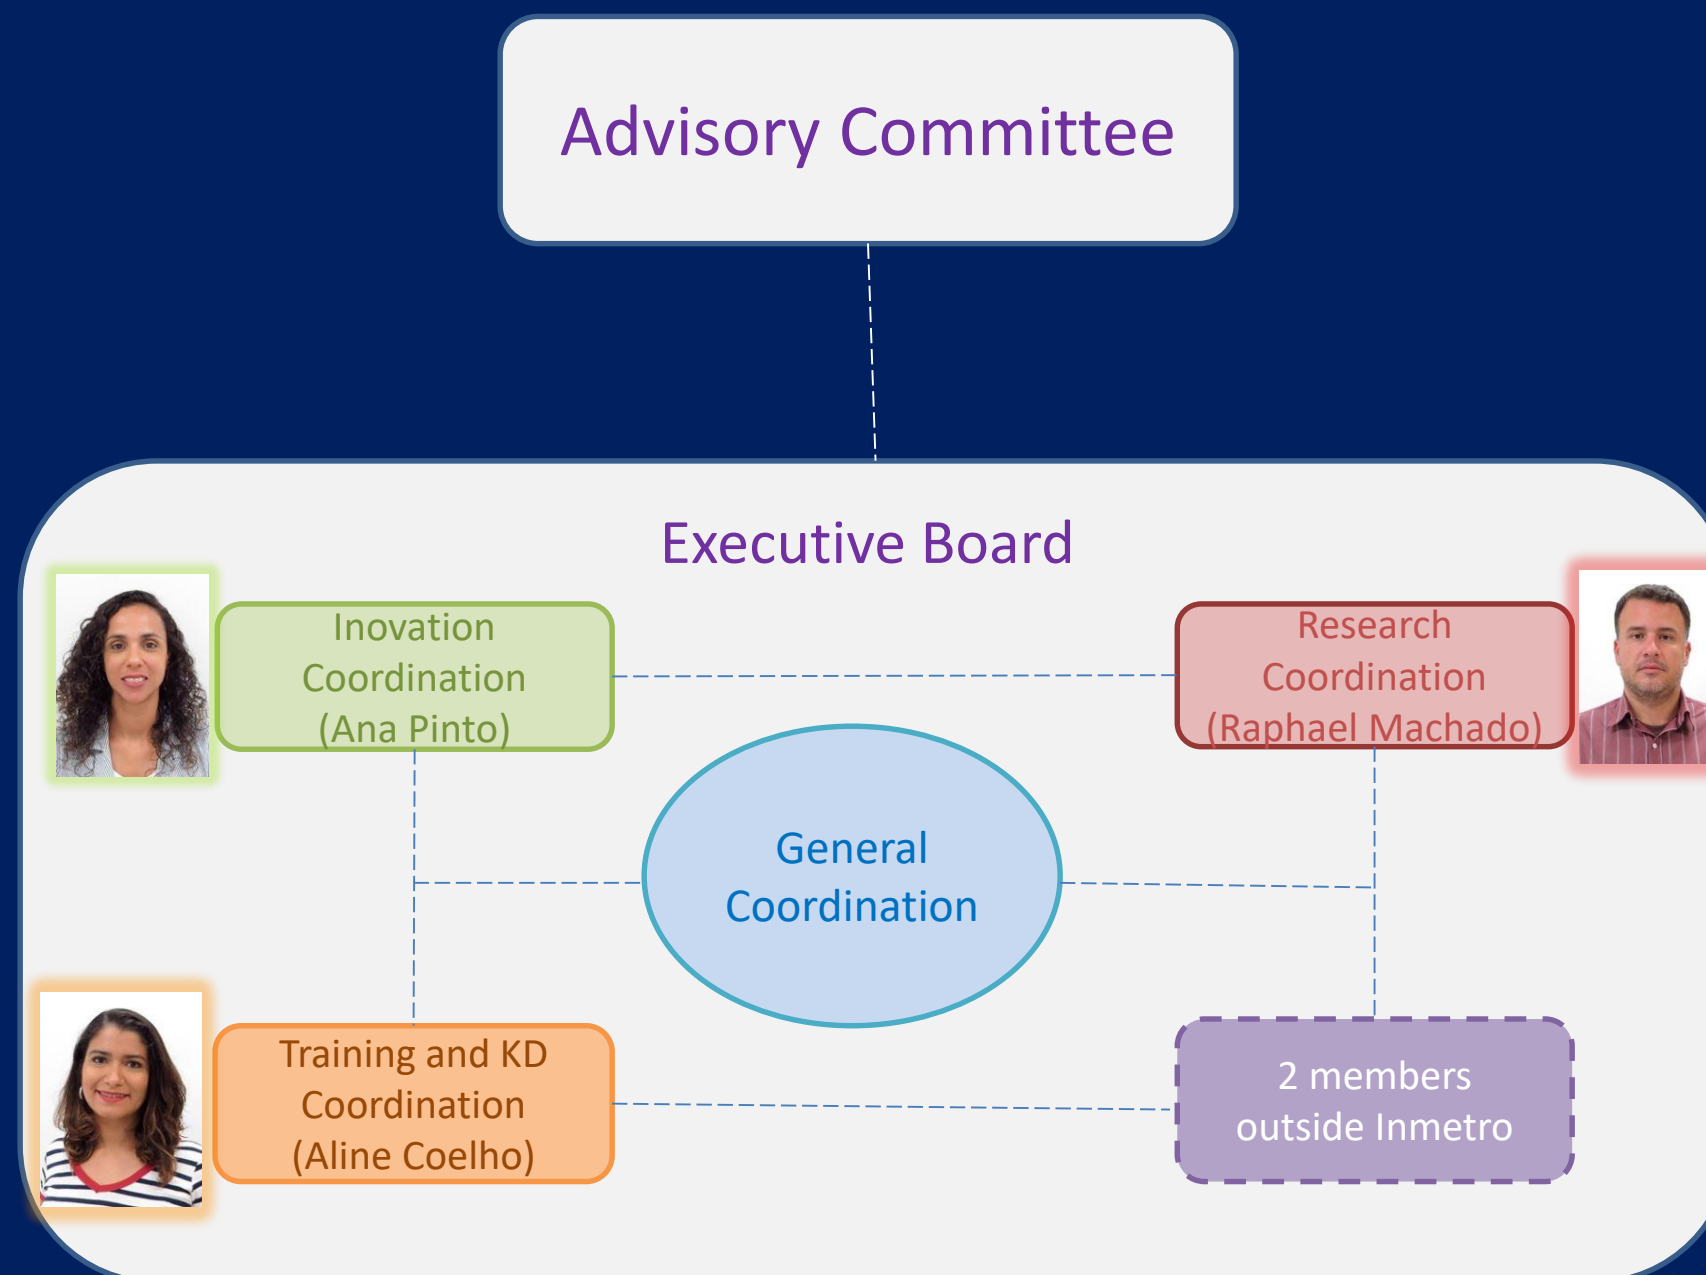 Advisory Committee
Executive Board
Inovation
Coordination
(Ana Pinto)
Research
Coordination
(Raphael Machado)
General
Coordination
Training and KD
Coordination
(Aline Coelho)
2 members
outside Inmetro